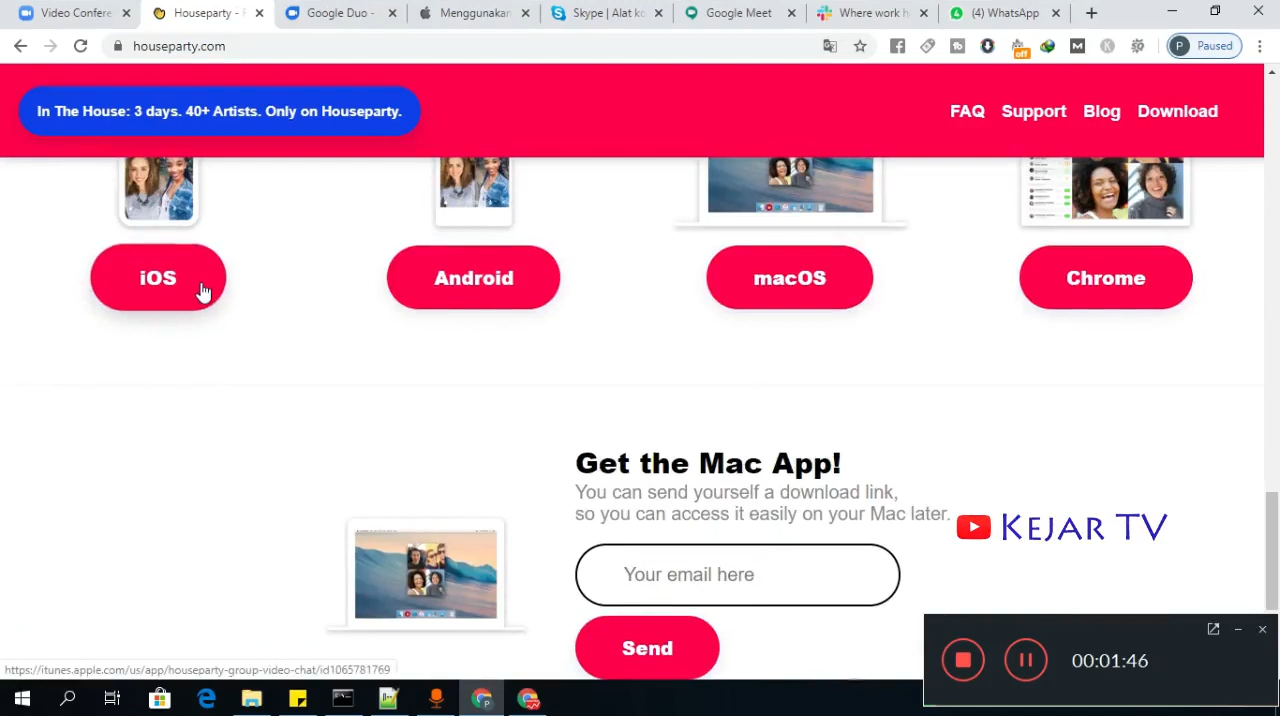 Video Confere
Houseparty - F
Google Duo -
Menggunakan
Skype | Alat ko
Google Meet
Where work h
(4) WhatsApp
houseparty.com
off
P Paused
In The House: 3 days. 40+ Artists. Only on Houseparty.
FAQ Support Blog Download
iOS
Android
macOS
Chrome
Get the Mac App!
You can send yourself a download link,
so you can access it easily on your Mac later.
KEJAR TV
Your email here
Send
00:01:46
https://itunes.apple.com/us/app/houseparty-group-video-chat/id1065781769